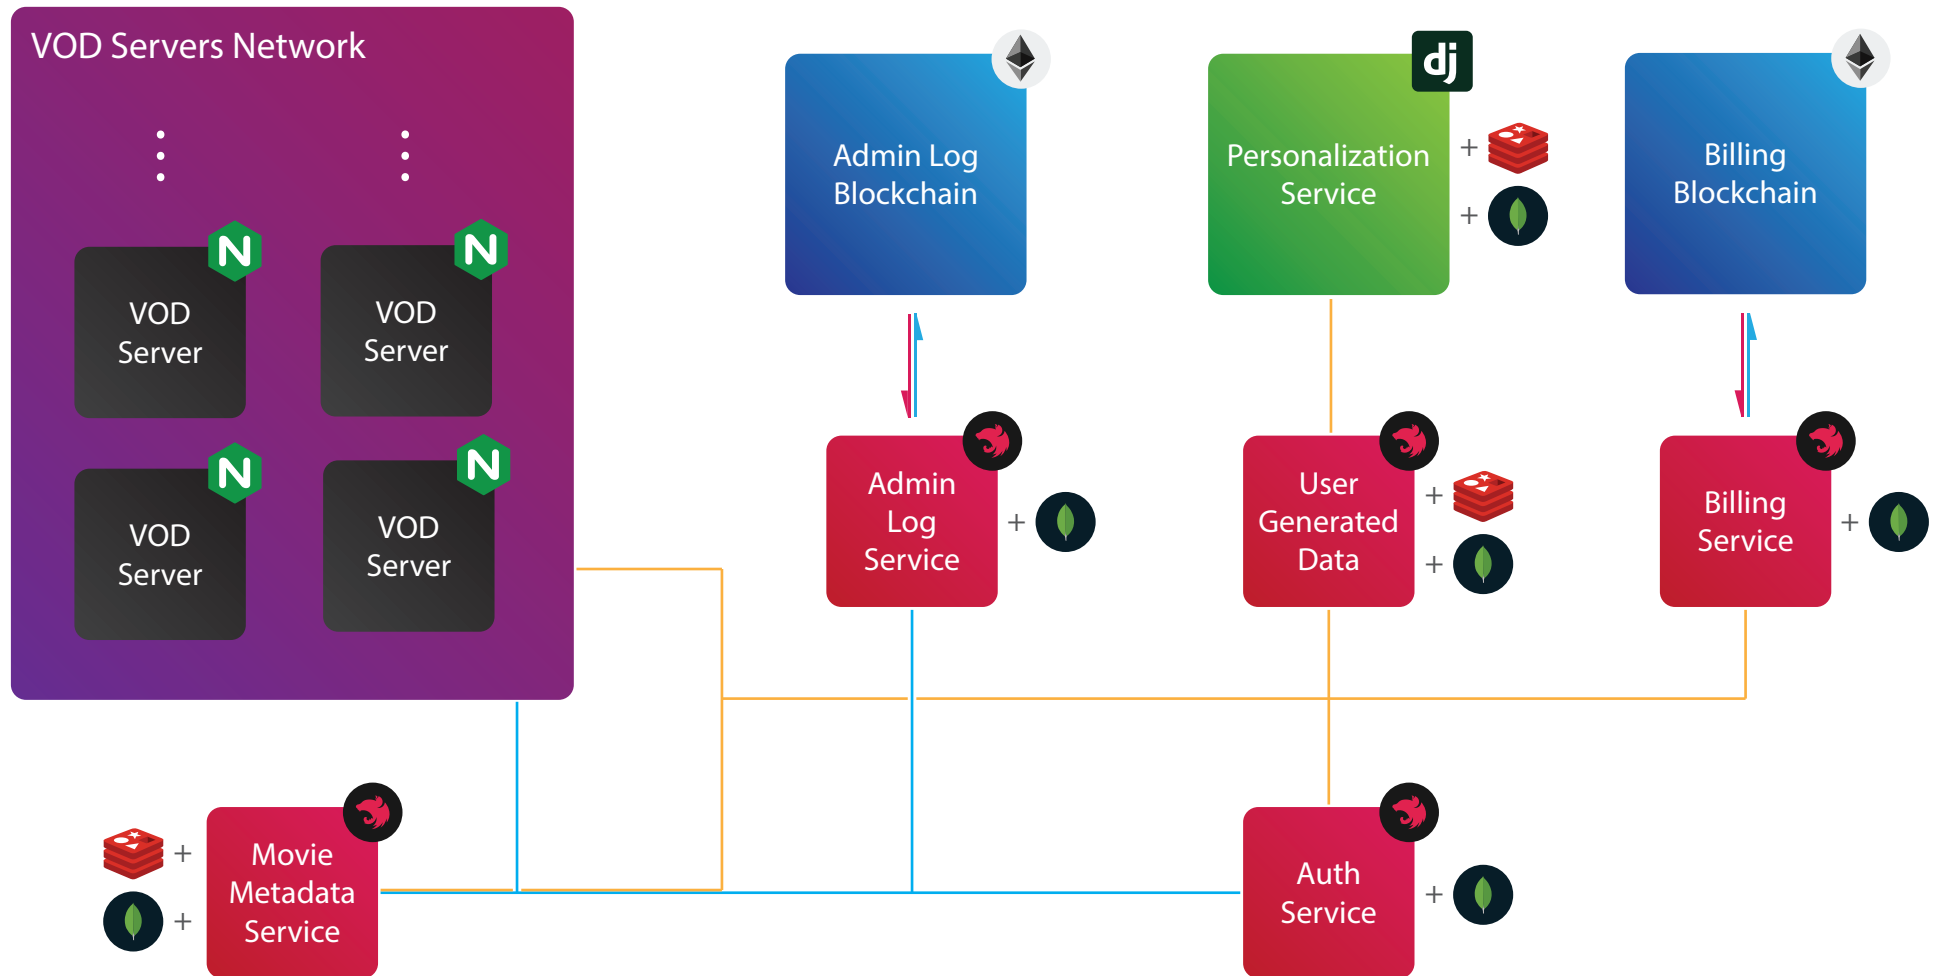 VOD Servers Network
Admin Log
Blockchain
dj
Personalization
Service
+
+
Billing
Blockchain
N
VOD
Server
N
VOD
Server
N
VOD
Server
N
VOD
Server
Admin
Log
Service
+
User
Generated
Data
+
+
Billing
Service
+
+
+
Movie
Metadata
Service
Auth
Service
+